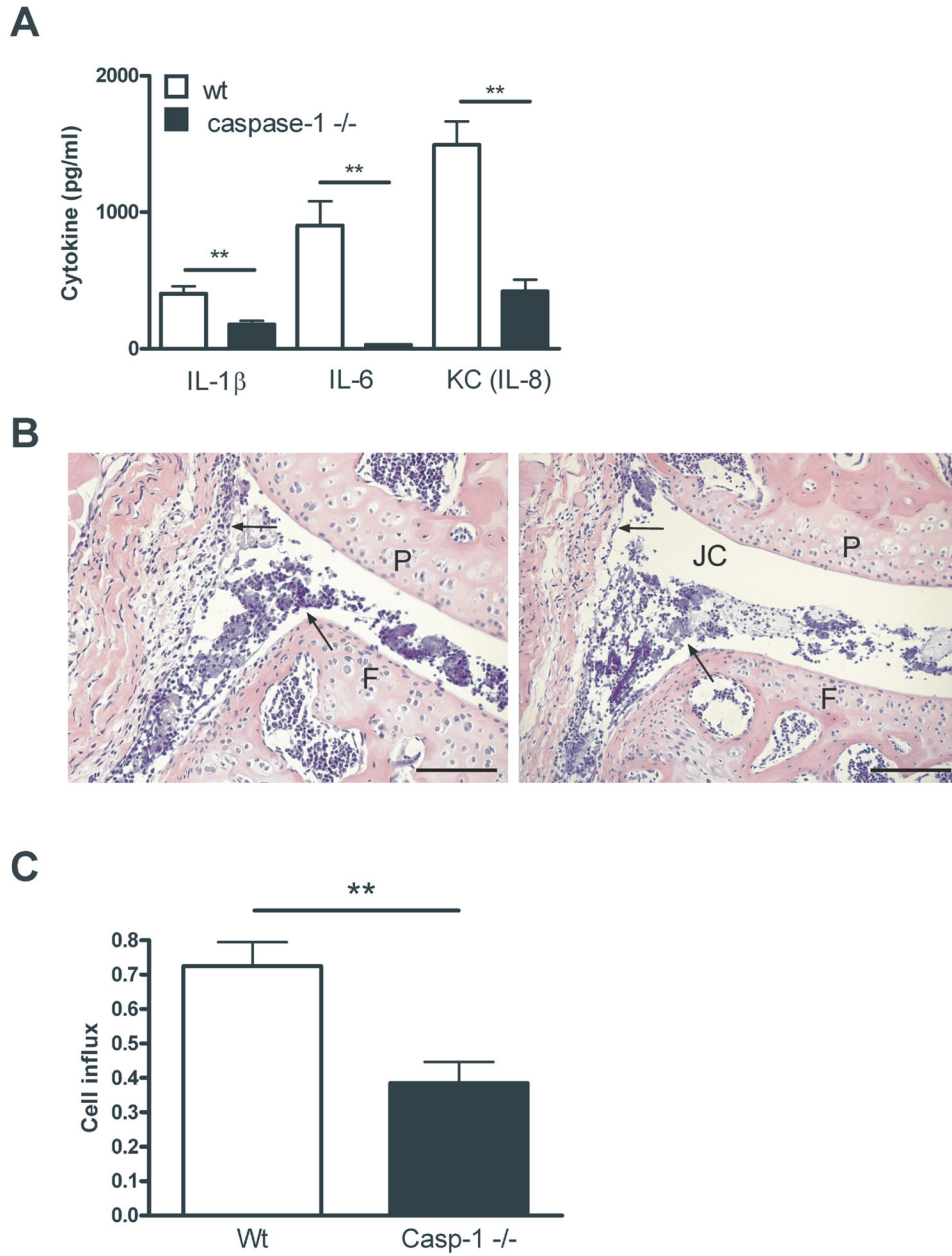 A
2000
1000
0
Cytokine (pg/ml)
wt
caspase-1 -/-
**
**
**
IL-1β
IL-6
KC (IL-8)
B
P
F
JC
P
F
C
**
Cell influx
0.8
0.7
0.6
0.5
0.4
0.3
0.2
0.1
0.0
Wt
Casp-1 -/-